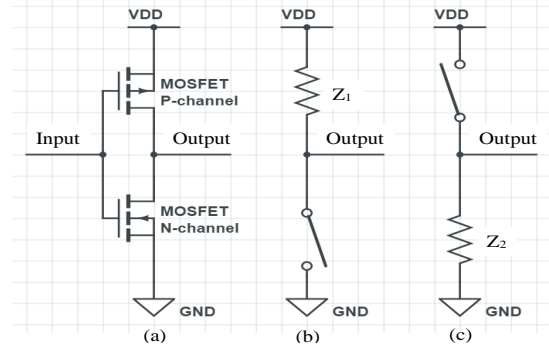 VDD
VDD
VDD
MOSFET
P-channel
Z1
Input
Output
Output
Output
MOSFET
N-channel
Z2
GND
GND
GND
(a)
(b)
(c)